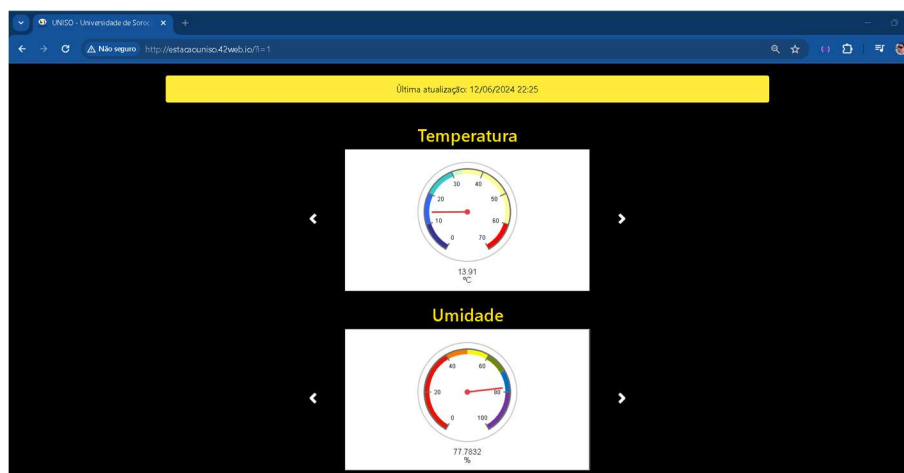 UNISO - Universidade de Soroc
Não seguro http://estacaouniso.42web.io/?i=1
Última atualização: 12/06/2024 22:25
Temperatura
30 40
20 50
10 60
0 70
13.91
ºC
Umidade
40 60
20 80
0 100
77.7832
%